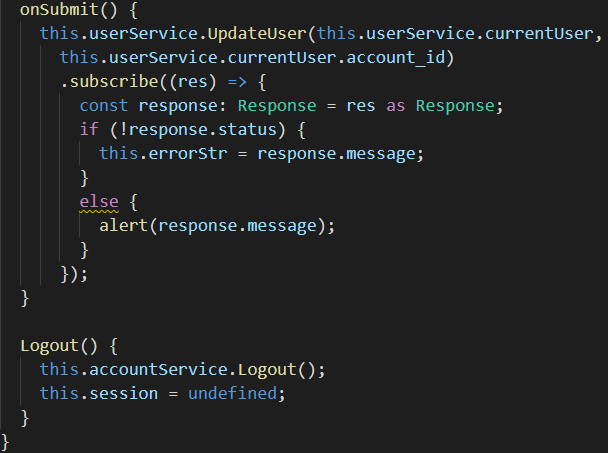 onSubmit() {
this.userService.UpdateUser(this.userService.currentUser,
this.userService.currentUser.account_id)
.subscribe((res) => {
const response: Response = res as Response;
if (!response.status) {
this.errorStr = response.message;
}
else {
alert(response.message);
}
});
}
Logout() {
this.accountService.Logout();
this.session = undefined;
}
}